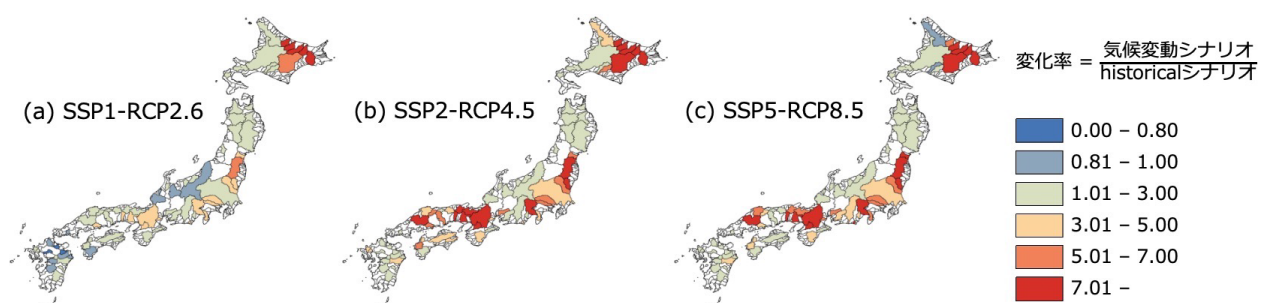 (a) SSP1-RCP2.6
(b) SSP2-RCP4.5
(c) SSP5-RCP8.5
変化率 = 気候変動シナリオ
historicalシナリオ
0.00 – 0.80
0.81 – 1.00
1.01 – 3.00
3.01 – 5.00
5.01 – 7.00
7.01 –